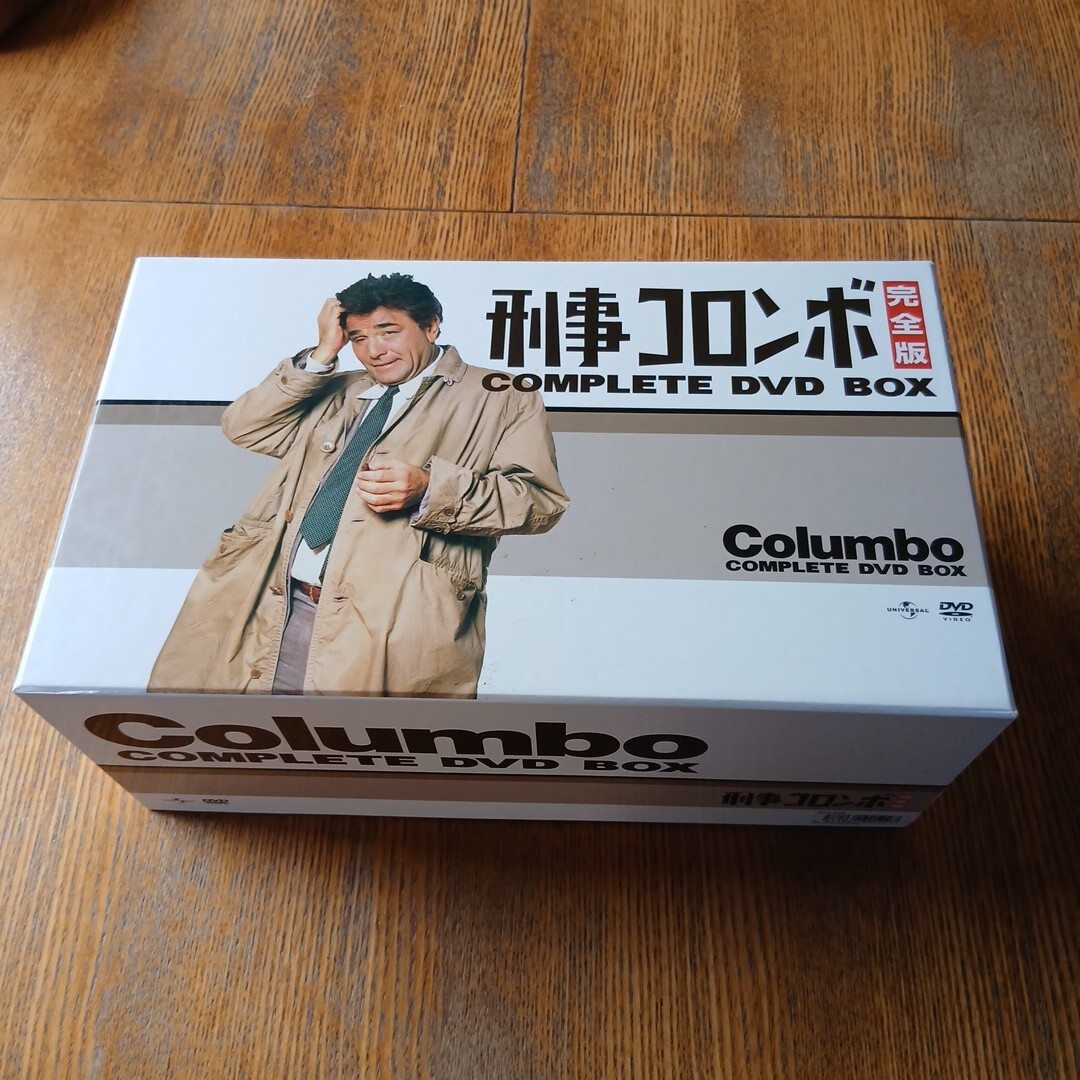 刑事コロンボ 完全版
COMPLETE DVD BOX
Columbo
COMPLETE DVD BOX
UNIVERSAL DVD
VIDEO
Columbo
COMPLETE DVD BOX
DVD
刑事コロンボ